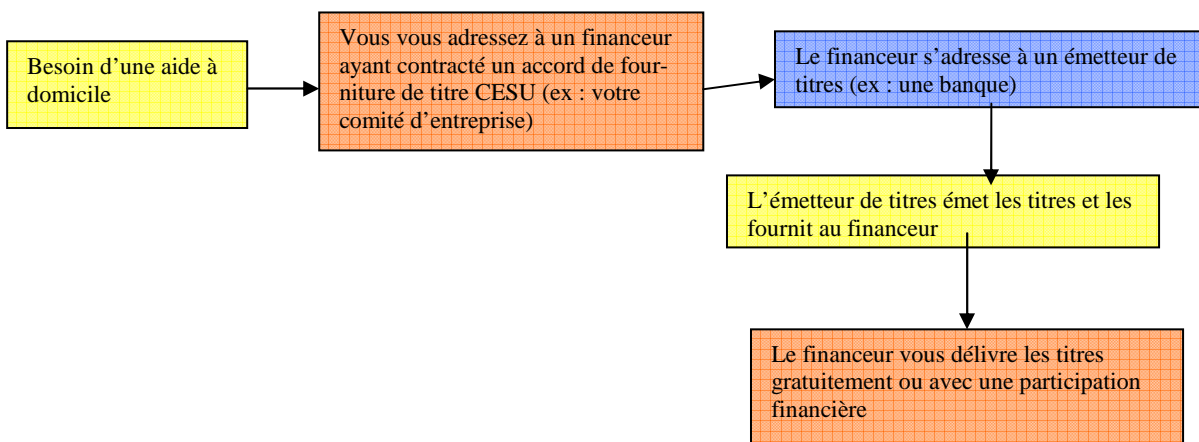 Besoin d'une aide à
domicile
Vous vous adressez à un financeur
ayant contracté un accord de four-
niture de titre CESU (ex : votre
comité d'entreprise)
Le financeur s'adresse à un émetteur de
titres (ex : une banque)
L'émetteur de titres émet les titres et les
fournit au financeur
Le financeur vous délivre les titres
gratuitement ou avec une participation
financière